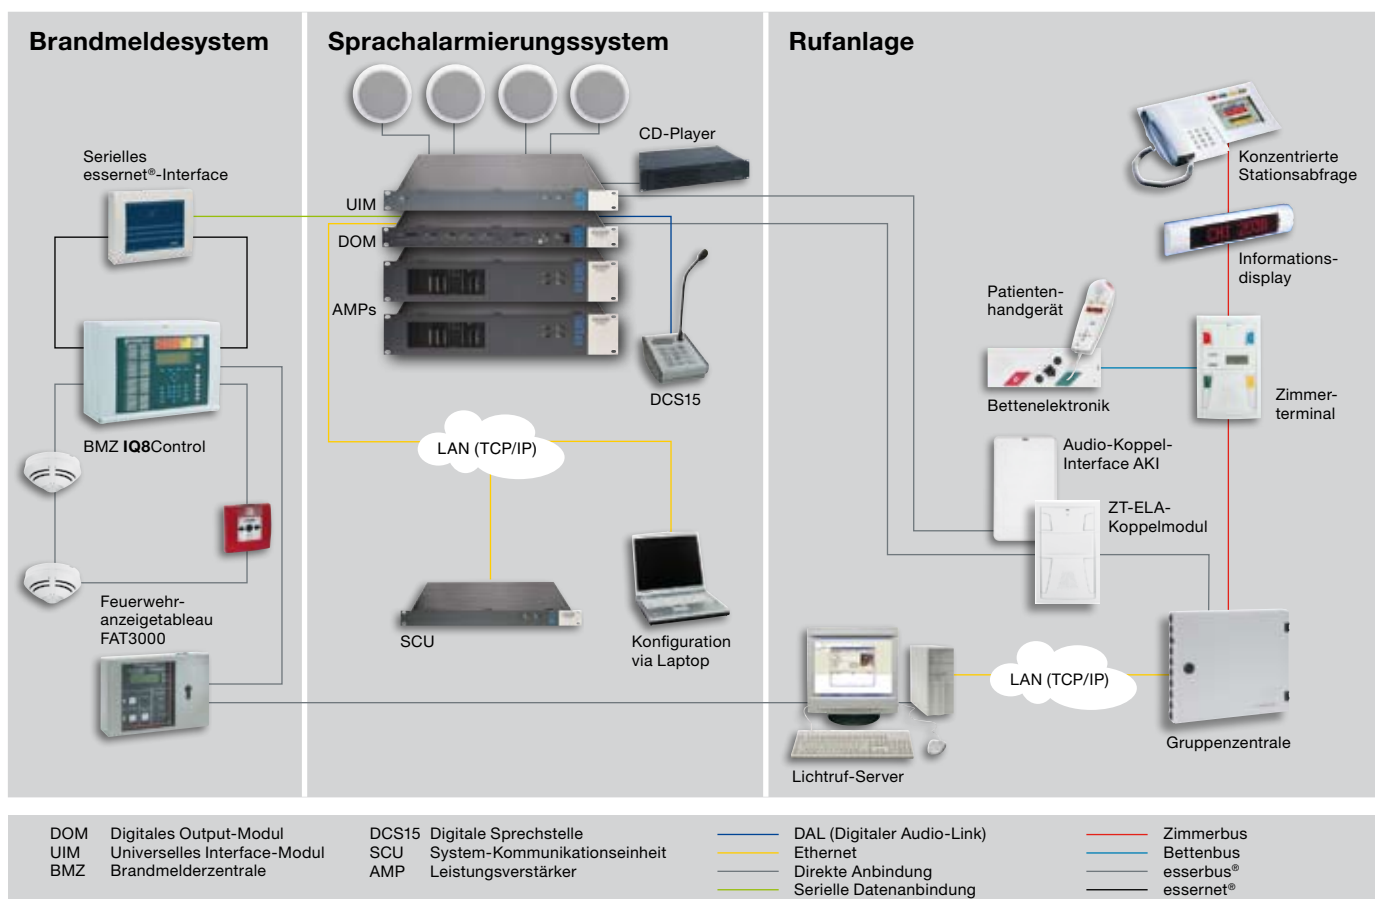 Brandmeldesystem
Sprachalarmierungssystem
Rufanlage
Serielles
essernet®-Interface
BMZ IQ8Control
Feuerwehr-
anzeigetableau
FAT3000
CD-Player
UIM
DOM
AMPs
DCS15
LAN (TCP/IP)
SCU
Konfiguration
via Laptop
Konzentrierte
Stationsabfrage
CHI 2000
Informations-
display
Patienten-
handgerät
Bettenelektronik
Zimmer-
terminal
Audio-Koppel-
Interface AKI
ZT-ELA-
Koppelmodul
LAN (TCP/IP)
Lichtruf-Server
Gruppenzentrale
DOM Digitales Output-Modul
UIM Universelles Interface-Modul
BMZ Brandmelderzentrale
DCS15 Digitale Sprechstelle
SCU System-Kommunikationseinheit
AMP Leistungsverstärker
DAL (Digitaler Audio-Link)
Ethernet
Direkte Anbindung
Serielle Datenanbindung
Zimmerbus
Bettenbus
esserbus®
essernet®